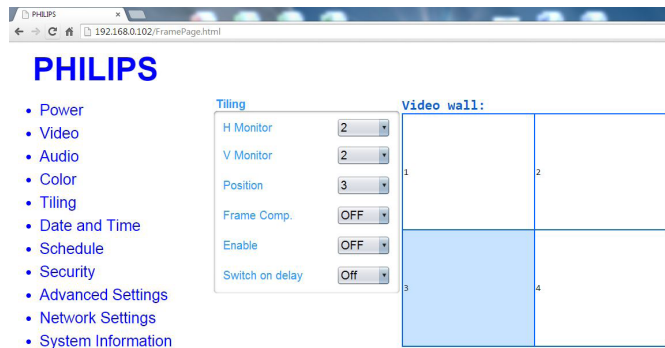 PHILIPS
192.168.0.102/FramePage.html
PHILIPS
Power
Video
Audio
Color
Tiling
Date and Time
Schedule
Security
Advanced Settings
Network Settings
System Information
Tiling
H Monitor 2
V Monitor 2
Position 3
Frame Comp. OFF
Enable OFF
Switch on delay Off
Video wall:
1 2
3 4